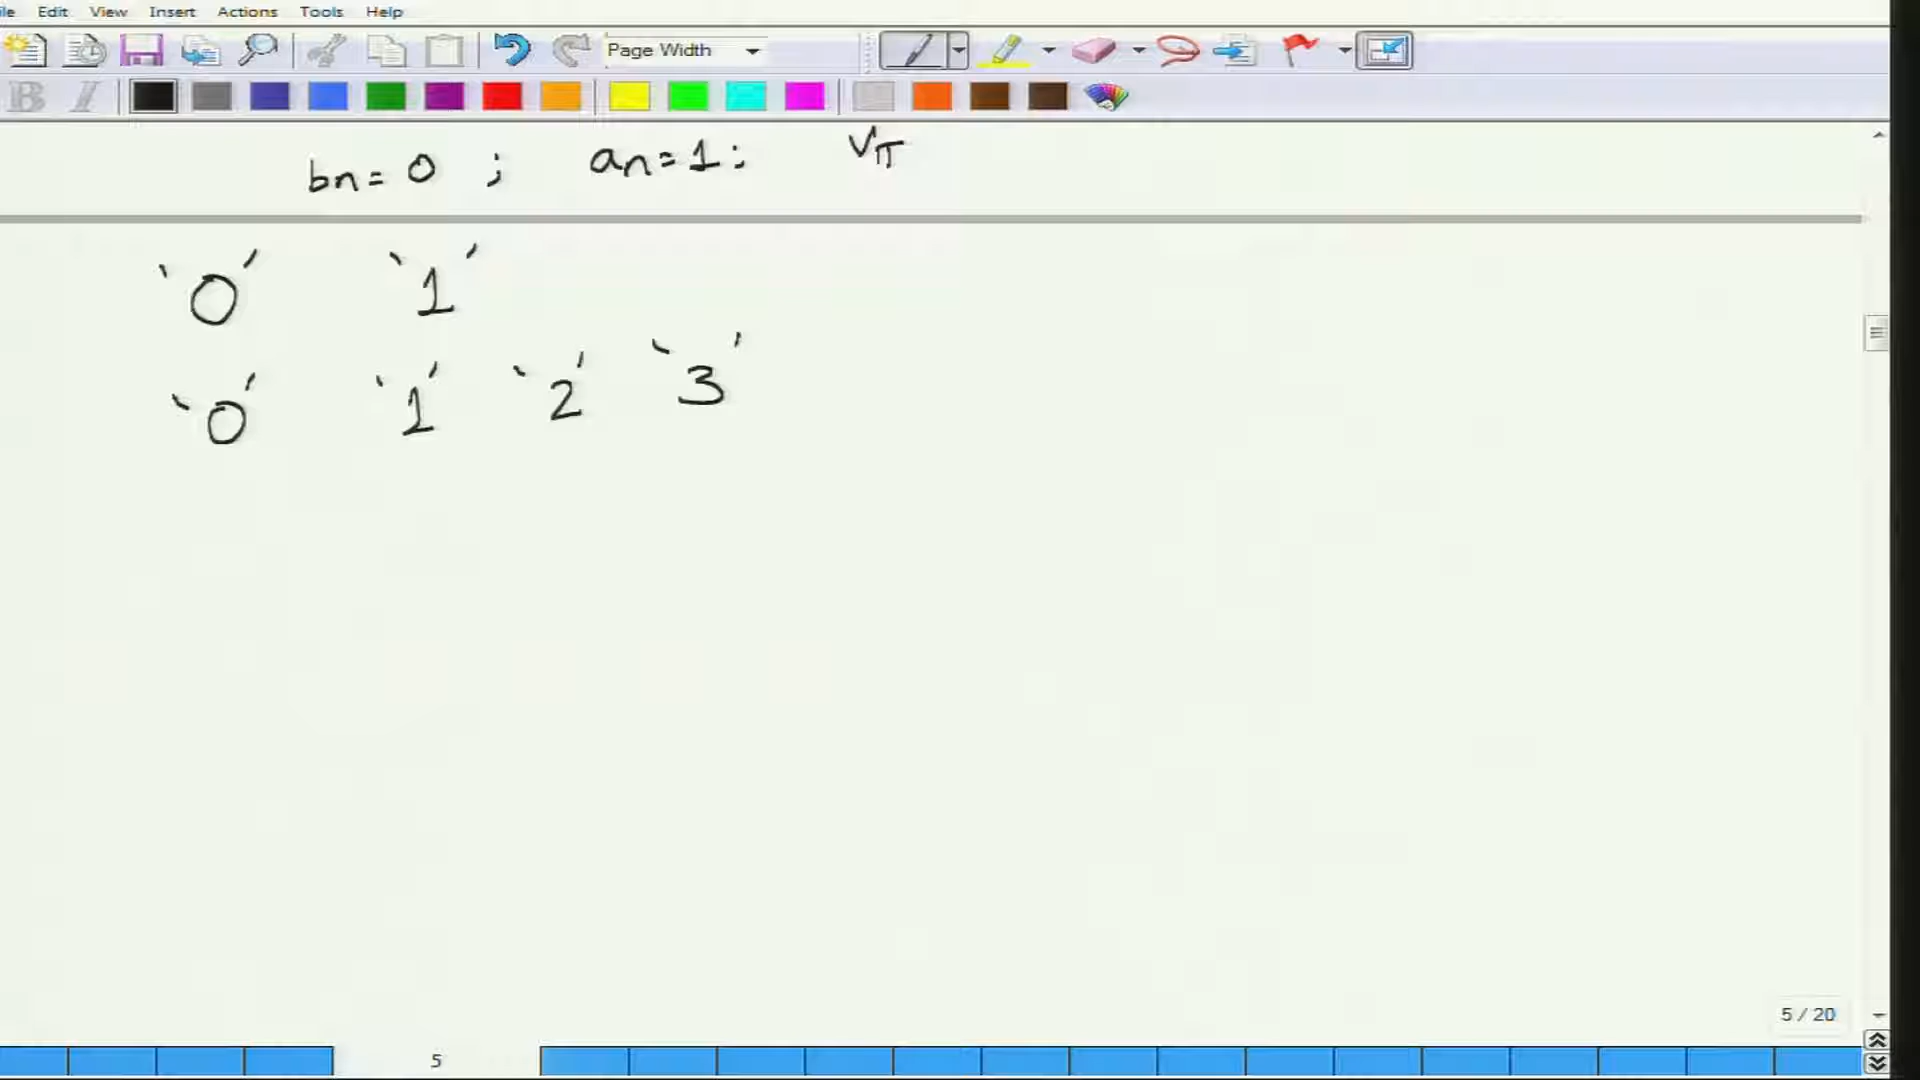 ile Edit View Insert Actions Tools Help
Page Width
B I
bn = 0 ; an = 1 ; Vπ
‘0’ ‘1’
‘0’ ‘1’ ‘2’ ‘3’
5 / 20
5